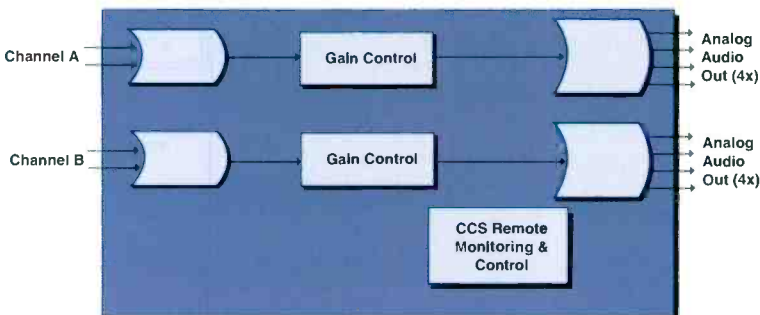 Channel A
Gain Control
Analog
Audio
Out (4x)
Channel B
Gain Control
Analog
Audio
Out (4x)
CCS Remote
Monitoring &
Control